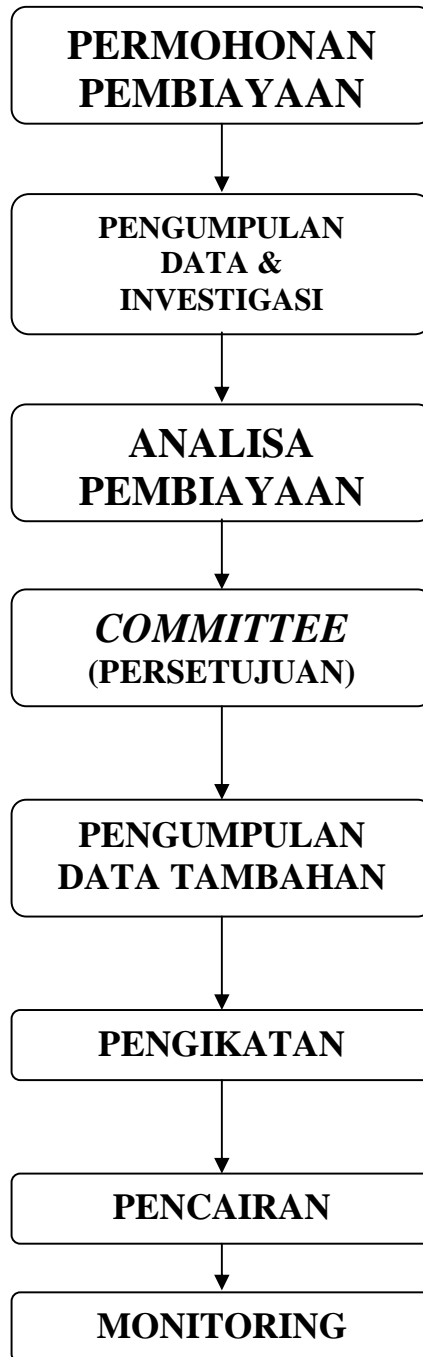 PERMOHONAN
PEMBIAYAAN
PENGUMPULAN
DATA &
INVESTIGASI
ANALISA
PEMBIAYAAN
COMMITTEE
(PERSETUJUAN)
PENGUMPULAN
DATA TAMBAHAN
PENGIKATAN
PENCAIRAN
MONITORING